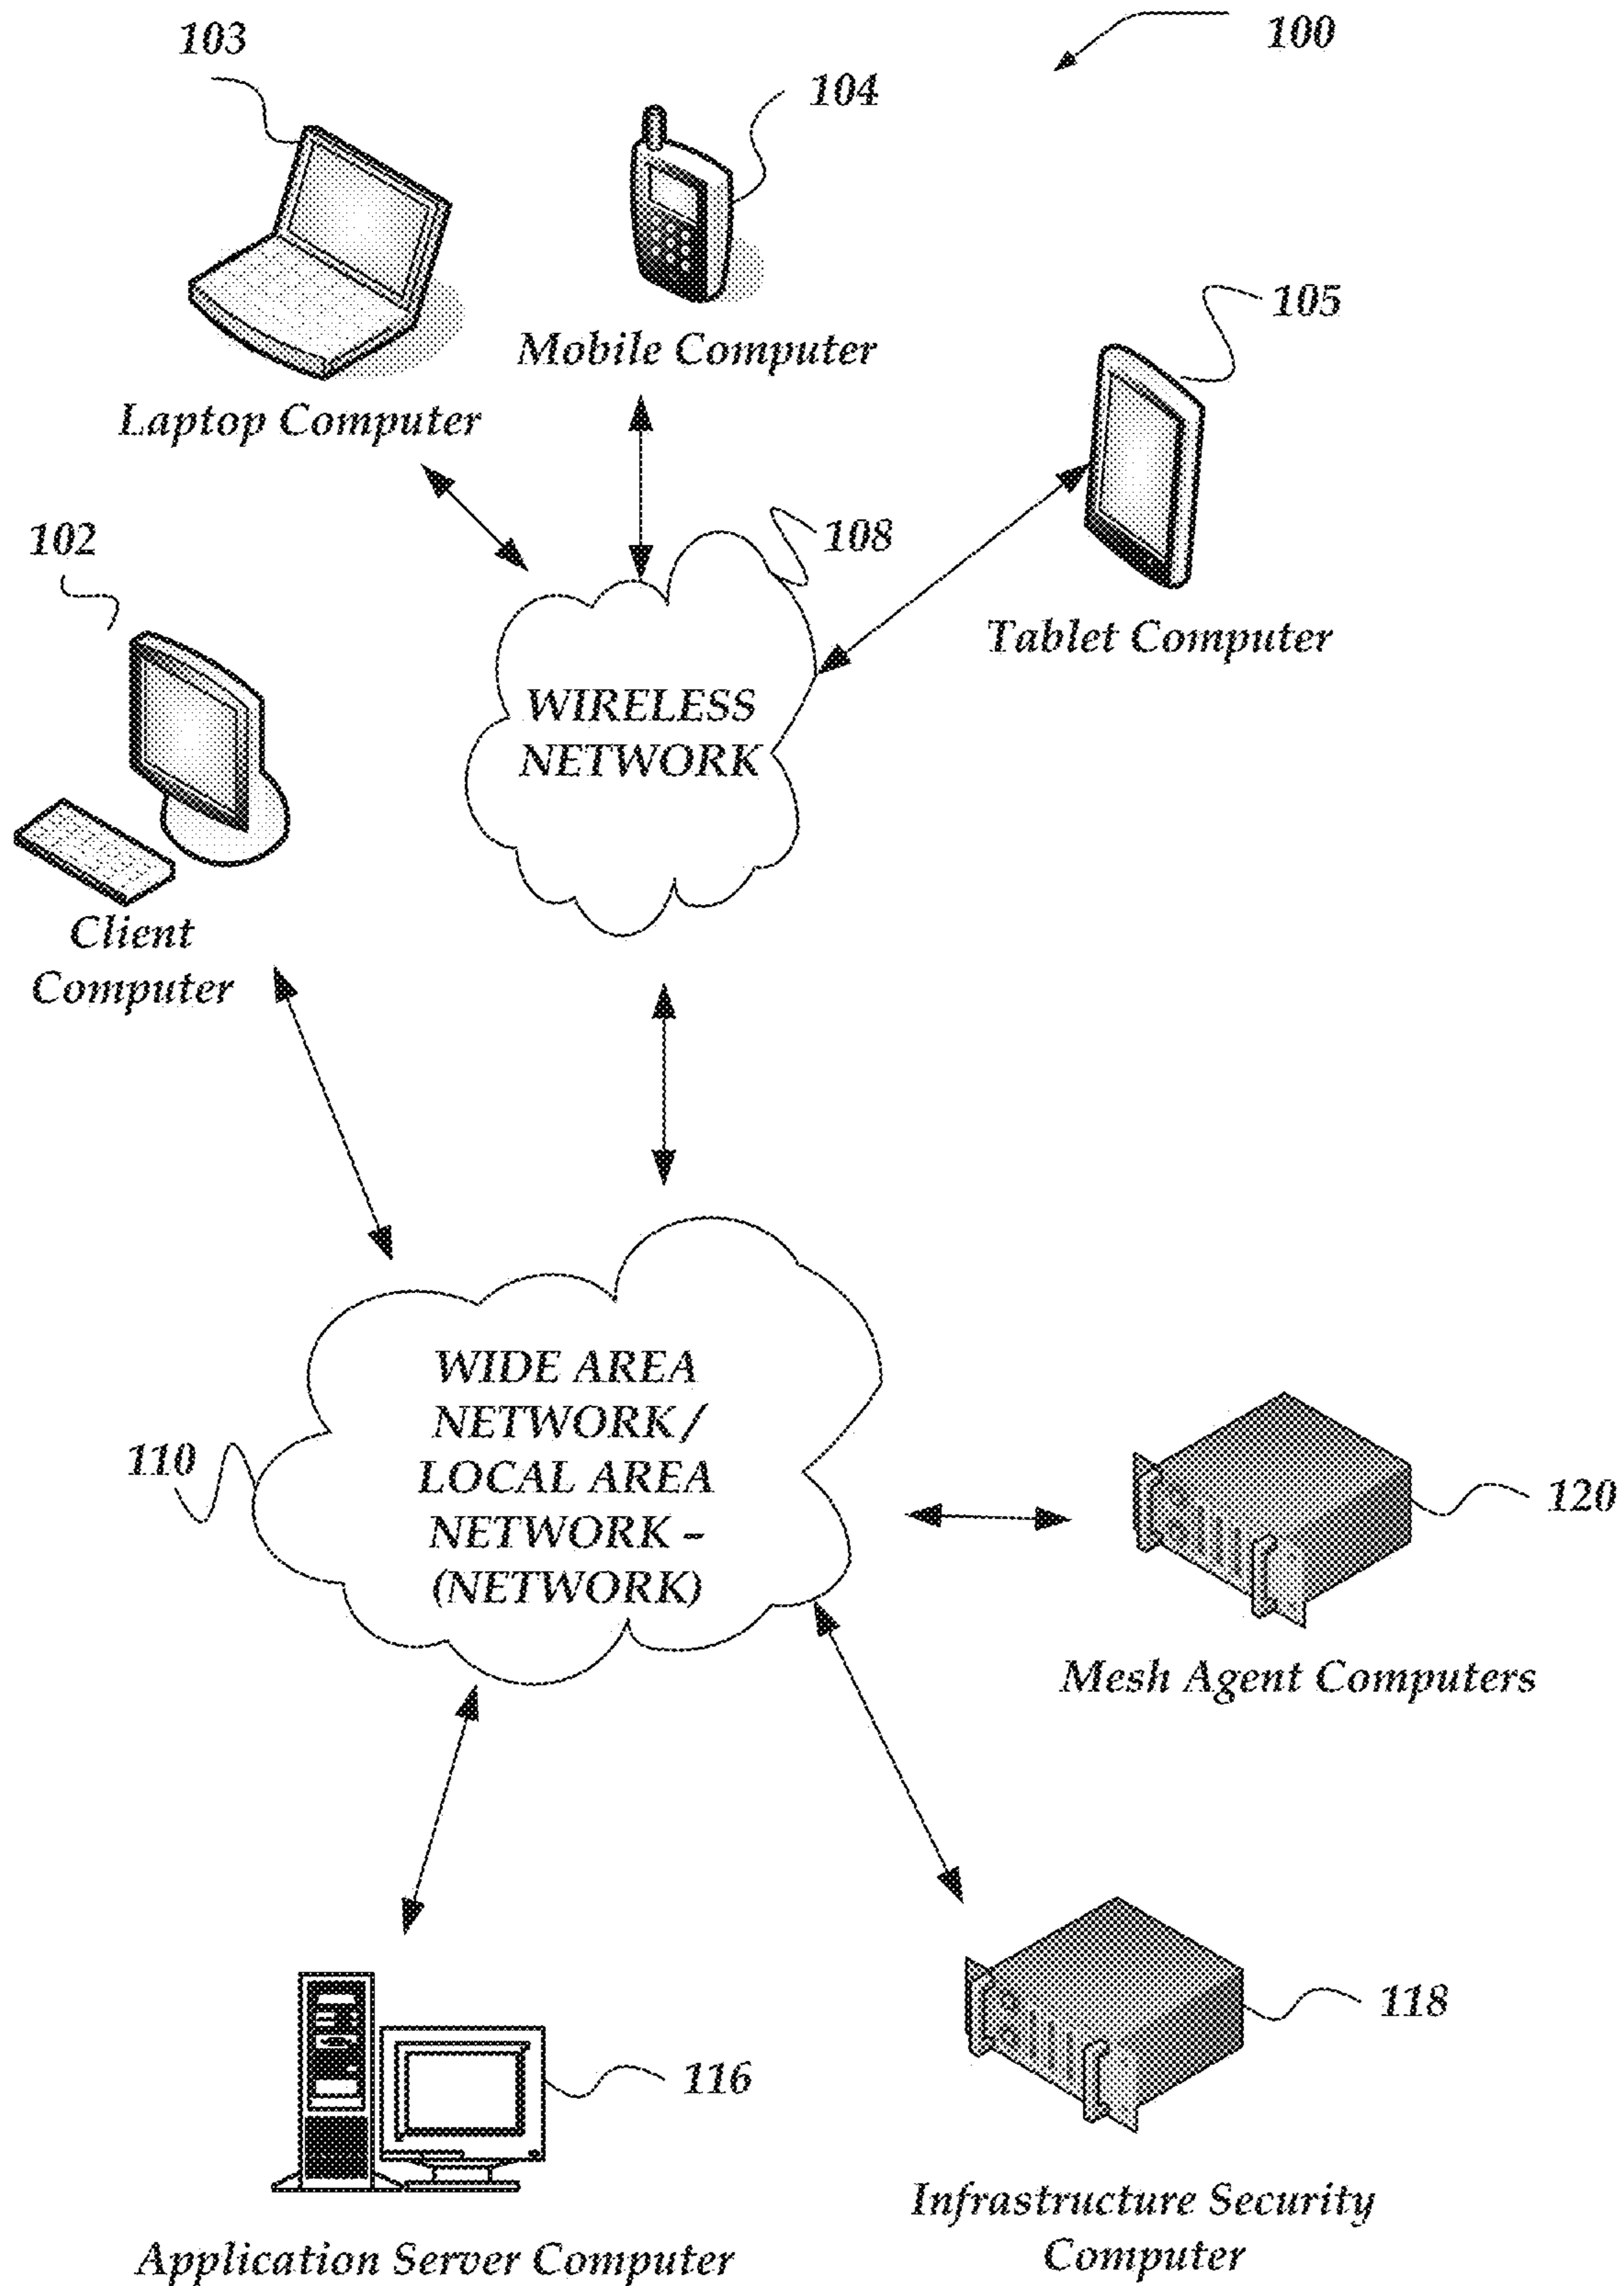 103
100
104
105
Mobile Computer
Laptop Computer
102
108
Tablet Computer
WIRELESS
NETWORK
Client
Computer
WIDE AREA
NETWORK /
LOCAL AREA
NETWORK –
(NETWORK)
110
120
Mesh Agent Computers
118
116
Infrastructure Security
Computer
Application Server Computer